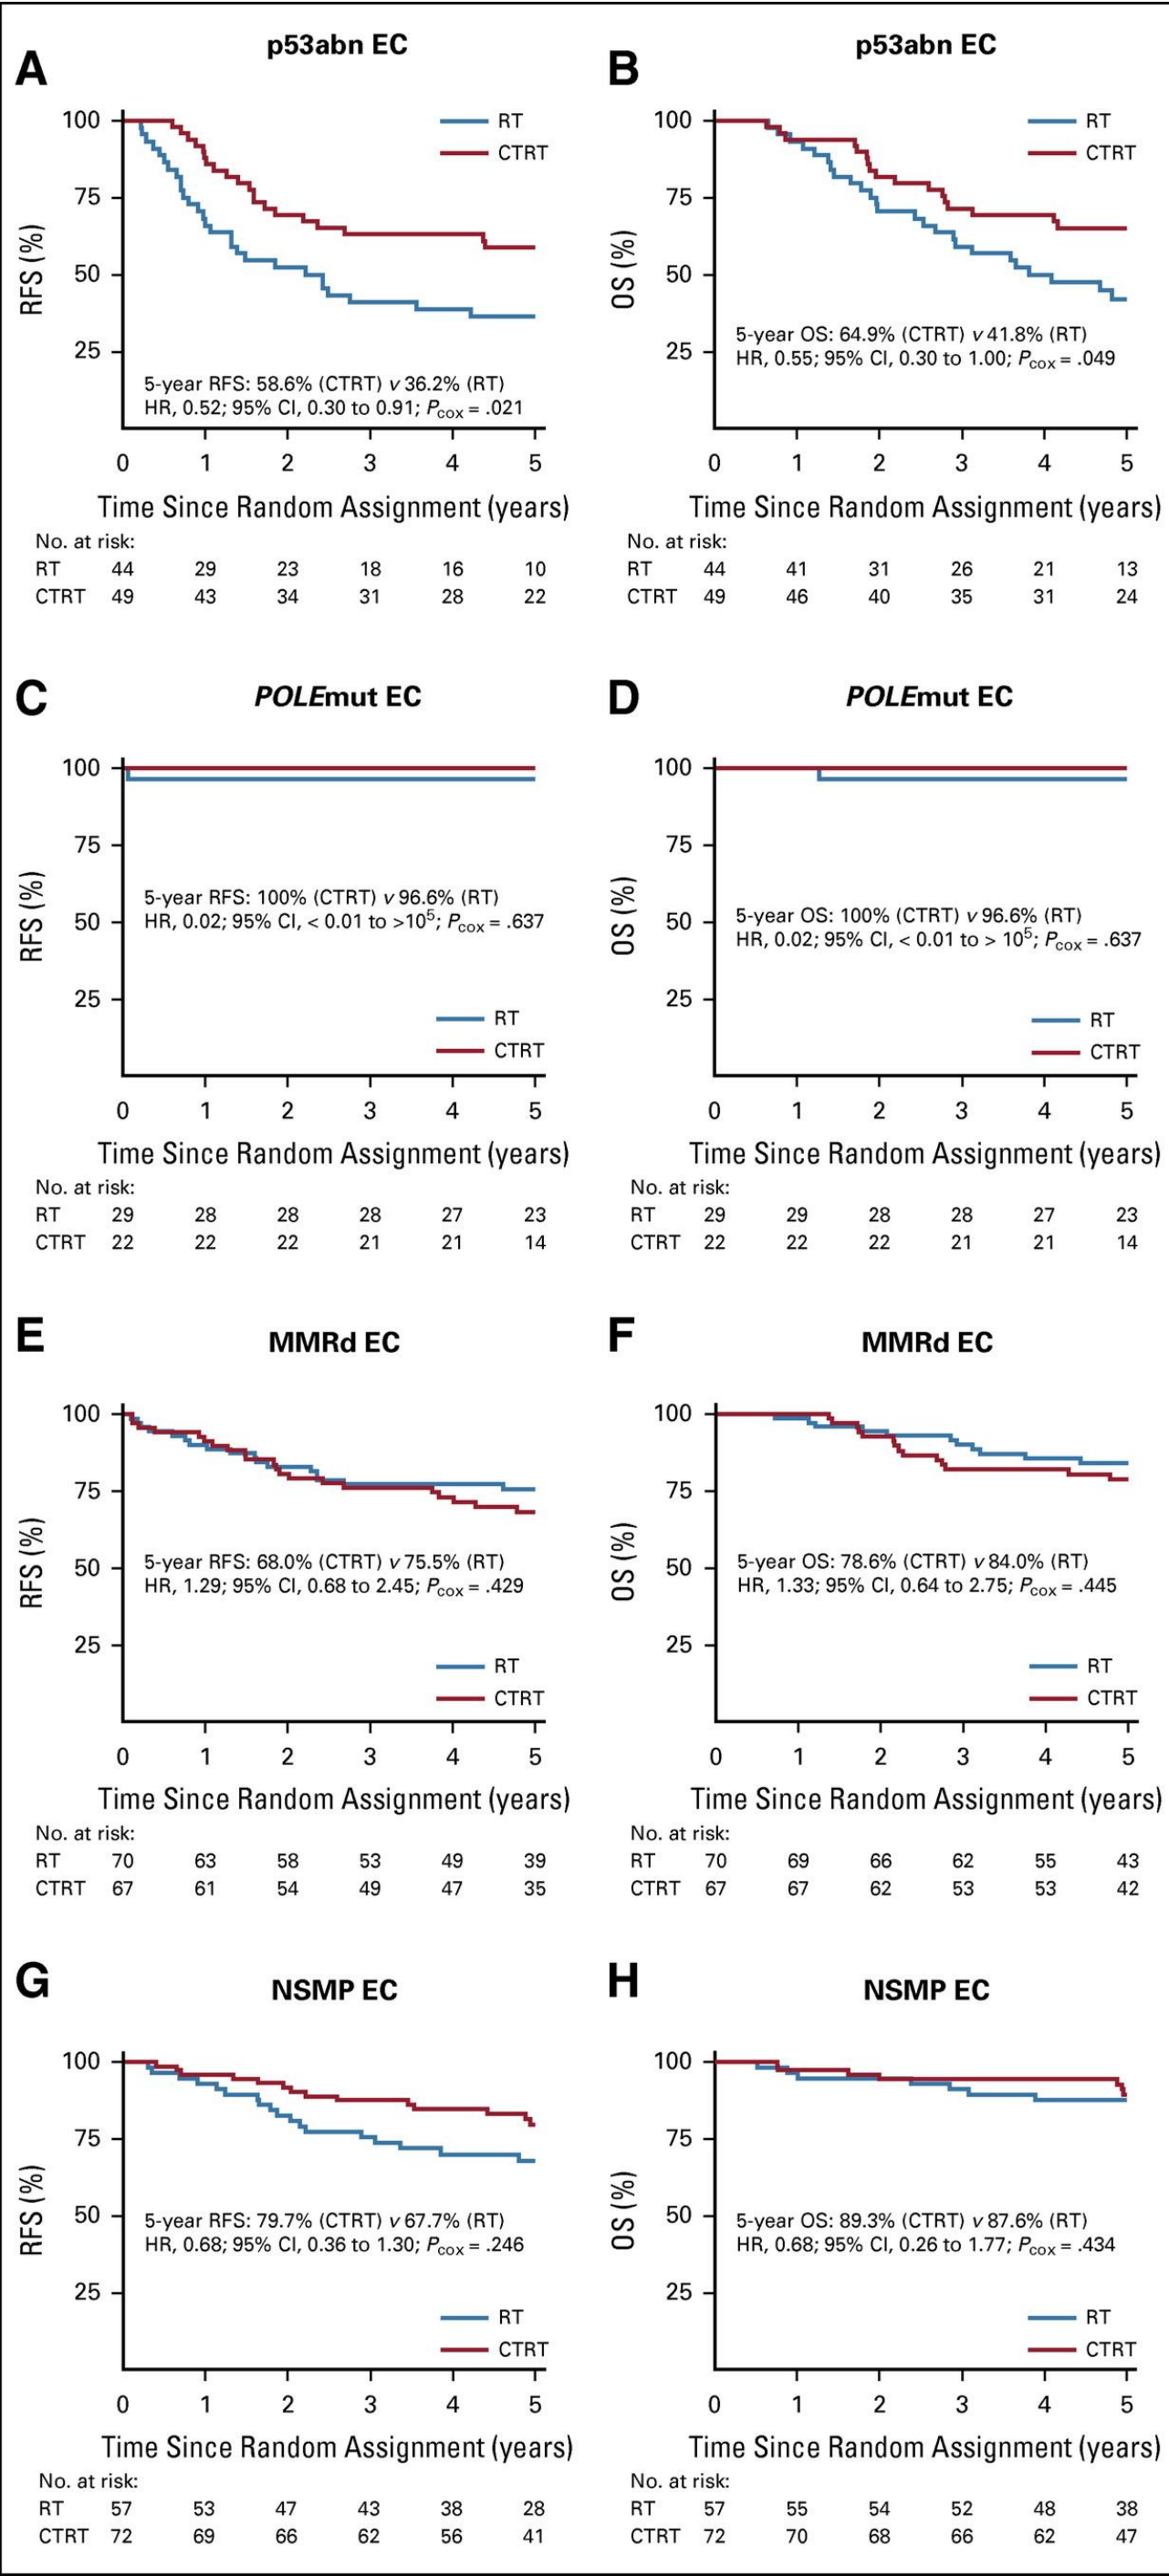 A
p53abn EC
RT
CTRT
100
75
50
25
RFS (%)
5-year RFS: 58.6% (CTRT) v 36.2% (RT)
HR, 0.52; 95% CI, 0.30 to 0.91; Pcox = .021
0 1 2 3 4 5
Time Since Random Assignment (years)
No. at risk:
RT 44 29 23 18 16 10
CTRT 49 43 34 31 28 22
B
p53abn EC
RT
CTRT
100
75
50
25
OS (%)
5-year OS: 64.9% (CTRT) v 41.8% (RT)
HR, 0.55; 95% CI, 0.30 to 1.00; Pcox = .049
0 1 2 3 4 5
Time Since Random Assignment (years)
No. at risk:
RT 44 41 31 26 21 13
CTRT 49 46 40 35 31 24
C
POLEmut EC
100
75
50
25
RFS (%)
5-year RFS: 100% (CTRT) v 96.6% (RT)
HR, 0.02; 95% CI, < 0.01 to >10⁵; Pcox = .637
RT
CTRT
0 1 2 3 4 5
Time Since Random Assignment (years)
No. at risk:
RT 29 28 28 28 27 23
CTRT 22 22 22 21 21 14
D
POLEmut EC
100
75
50
25
OS (%)
5-year OS: 100% (CTRT) v 96.6% (RT)
HR, 0.02; 95% CI, < 0.01 to > 10⁵; Pcox = .637
RT
CTRT
0 1 2 3 4 5
Time Since Random Assignment (years)
No. at risk:
RT 29 29 28 28 27 23
CTRT 22 22 22 21 21 14
E
MMRd EC
100
75
50
25
RFS (%)
5-year RFS: 68.0% (CTRT) v 75.5% (RT)
HR, 1.29; 95% CI, 0.68 to 2.45; Pcox = .429
RT
CTRT
0 1 2 3 4 5
Time Since Random Assignment (years)
No. at risk:
RT 70 63 58 53 49 39
CTRT 67 61 54 49 47 35
F
MMRd EC
100
75
50
25
OS (%)
5-year OS: 78.6% (CTRT) v 84.0% (RT)
HR, 1.33; 95% CI, 0.64 to 2.75; Pcox = .445
RT
CTRT
0 1 2 3 4 5
Time Since Random Assignment (years)
No. at risk:
RT 70 69 66 62 55 43
CTRT 67 67 62 53 53 42
G
NSMP EC
100
75
50
25
RFS (%)
5-year RFS: 79.7% (CTRT) v 67.7% (RT)
HR, 0.68; 95% CI, 0.36 to 1.30; Pcox = .246
RT
CTRT
0 1 2 3 4 5
Time Since Random Assignment (years)
No. at risk:
RT 57 53 47 43 38 28
CTRT 72 69 66 62 56 41
H
NSMP EC
100
75
50
25
OS (%)
5-year OS: 89.3% (CTRT) v 87.6% (RT)
HR, 0.68; 95% CI, 0.26 to 1.77; Pcox = .434
RT
CTRT
0 1 2 3 4 5
Time Since Random Assignment (years)
No. at risk:
RT 57 55 54 52 48 38
CTRT 72 70 68 66 62 47